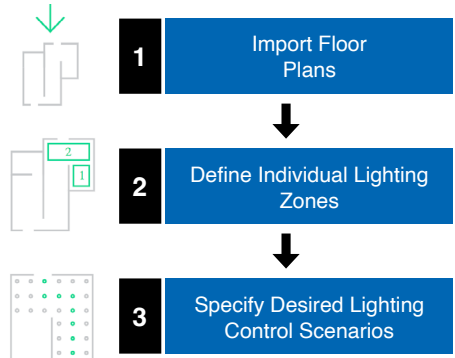 1
Import Floor
Plans
2
1
2
Define Individual Lighting
Zones
3
Specify Desired Lighting
Control Scenarios